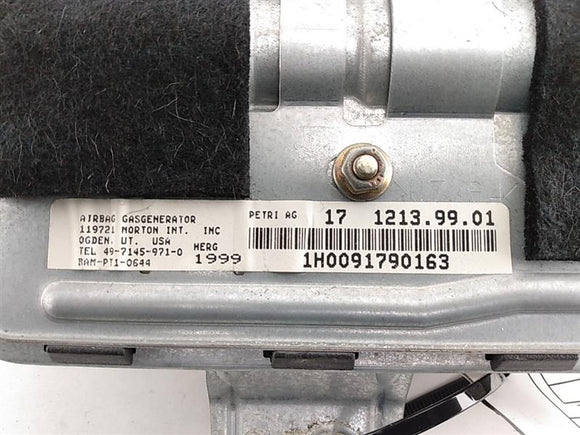 AIRBAG GASGENERATOR
119721 MORTON INT. INC
OGDEN, UT. USA
TEL 49-7145-971-0 HERG
BAM-PT1-0644 1999
PETRI AG 17 1213.99.01
1H0091790163